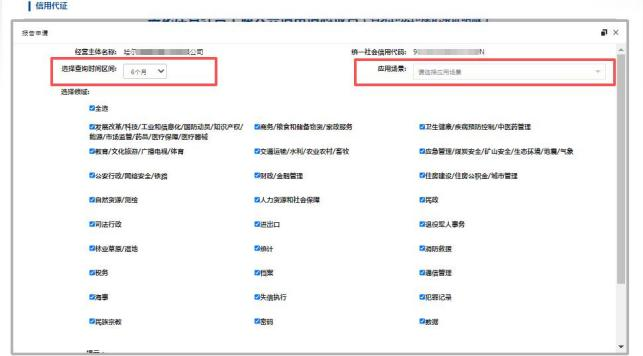 信用代证
报告申请
经营主体名称: 哈尔 公司 统一社会信用代码: 9 N
选择查询时间区间: 6个月 应用场景: 请选择应用场景
选择领域:
全选
发展改革/科技/工业和信息化/国防动员/知识产权/ 商务/粮食和储备物资/家政服务 卫生健康/疾病预防控制/中医药管理
能源/市场监管/药品/医疗保障/医疗器械
教育/文化旅游/广播电视/体育 交通运输/水利/农业农村/畜牧 应急管理/煤炭安全/矿山安全/生态环境/地震/气象
公安行政/网络安全/铁路 财政/金融管理 住房建设/住房公积金/城市管理
自然资源/测绘 人力资源和社会保障 民政
司法行政 进出口 退役军人事务
林业草原/湿地 统计 消防救援
税务 档案 通信管理
海事 失信执行 犯罪记录
民族宗教 密码 数据